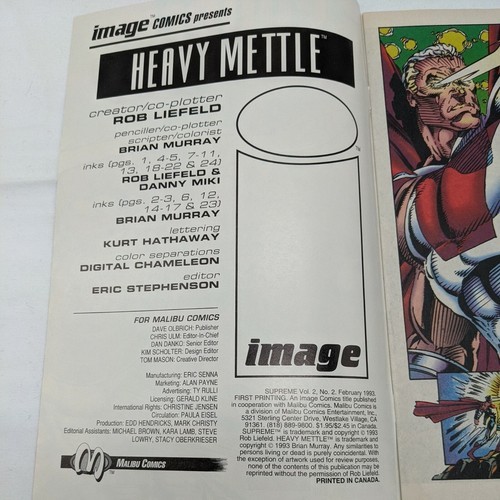 image™ COMICS presents
HEAVY METTLE™
creator/co-plotter
ROB LIEFELD
penciller/co-plotter
scripter/colorist
BRIAN MURRAY
inks (pgs. 1, 4-5, 7-11,
13, 18-22 & 24)
ROB LIEFELD &
DANNY MIKI
inks (pgs. 2-3, 6, 12,
14-17 & 23)
BRIAN MURRAY
lettering
KURT HATHAWAY
color separations
DIGITAL CHAMELEON
editor
ERIC STEPHENSON
image
FOR MALIBU COMICS
DAVE OLBRICH: Publisher
CHRIS ULM: Editor-in-Chief
DAN DANKO: Senior Editor
KIM SCHOLTER: Design Editor
TOM MASON: Creative Director
Manufacturing: ERIC SENNA
Marketing: ALAN PAYNE
Advertising: TY RULLI
Licensing: GERALD KLINE
International Rights: CHRISTINE JENSEN
Circulation: PAULA EISEL
Production: EDD HENDRICKS, MARK CHRISTY
Editorial Assistants: MICHAEL BROWN, KARA LAMB, STEVE
LOWRY, STACY OBERKRIESER
M MALIBU COMICS
SUPREME Vol. 2, No. 2, February 1993,
FIRST PRINTING. An Image Comics title published
in cooperation with Malibu Comics. Malibu Comics is
a division of Malibu Comics Entertainment, Inc.
5321 Sterling Center Drive, Westlake Village, CA
91361. (818) 889-9800. $1.95/$2.45 in Canada.
SUPREME™ is trademark and copyright © 1993
Rob Liefeld. HEAVY METTLE™ is trademark and
copyright © 1993 Brian Murray. Any similarities to
persons living or dead is purely coincidental. With the
exception of artwork used for review purposes,
none of the contents of this publication may be
reprinted without the permission of Rob Liefeld.
PRINTED IN CANADA.